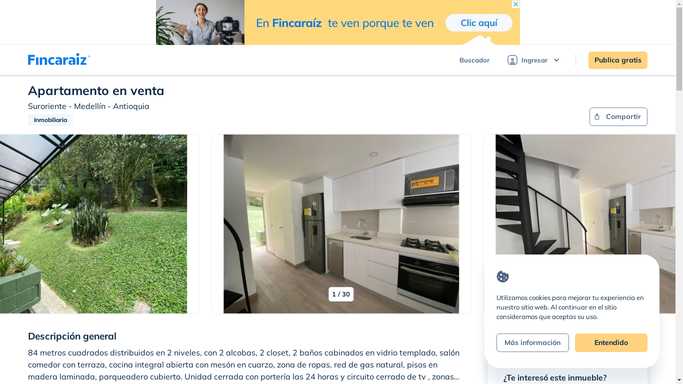 En Fincaraíz te ven porque te ven
Clic aquí
Fincaraíz
Buscador
Ingresar
Publica gratis
Apartamento en venta
Suroriente - Medellín - Antioquia
Inmobiliaria
Compartir
1 / 30
Utilizamos cookies para mejorar tu experiencia en
nuestro sitio web. Al continuar en el sitio
consideramos que aceptas su uso.
Más información
Entendido
Descripción general
84 metros cuadrados distribuidos en 2 niveles, con 2 alcobas, 2 closet, 2 baños cabinados en vidrio templado, salón
comedor con terraza, cocina integral abierta con mesón en cuarzo, zona de ropas, red de gas natural, pisos en
madera laminada, parqueadero cubierto. Unidad cerrada con portería las 24 horas y circuito cerrado de tv , zonas...
¿Te interesó este inmueble?